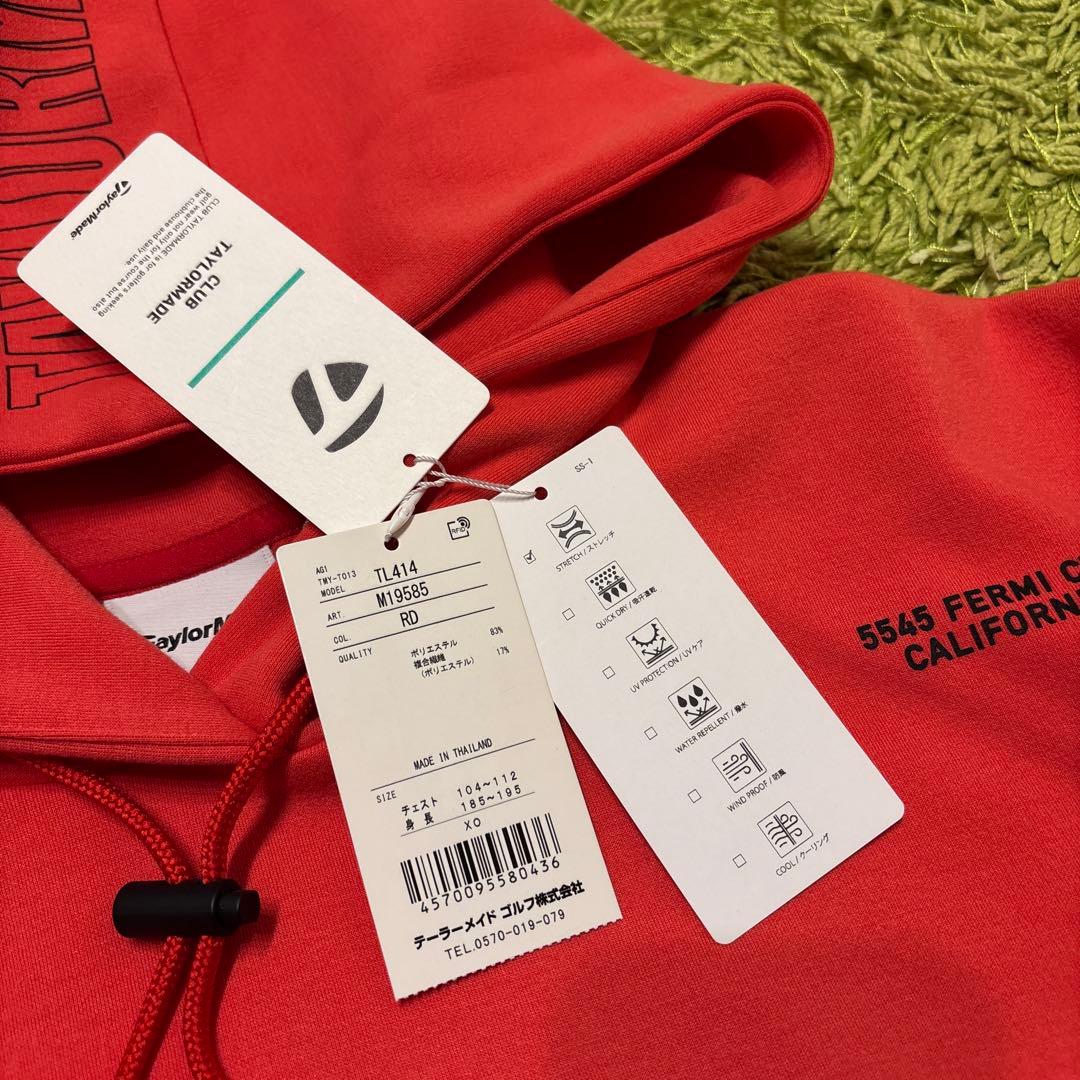 TaylorMade
CLUB TAYLORMADE is for golfers seeking
golf wear not only for the course but also
the clubhouse and daily use.
CLUB
TAYLORMADE
RFID
AG1
TMY-T013
MODEL TL414
ART. M19585
COL. RD
QUALITY ポリエステル 83%
複合繊維 17%
(ポリエステル)
MADE IN THAILAND
SIZE
チェスト 104~112
身長 185~195
XO
4570095580436
テーラーメイド ゴルフ株式会社
TEL.0570-019-079
SS-1
STRETCH / ストレッチ
QUICK DRY / 吸汗速乾
UV PROTECTION / UVケア
WATER REPELLENT / 撥水
WIND PROOF / 防風
COOL / クーリング
TaylorM
5545 FERMI C
CALIFORNI